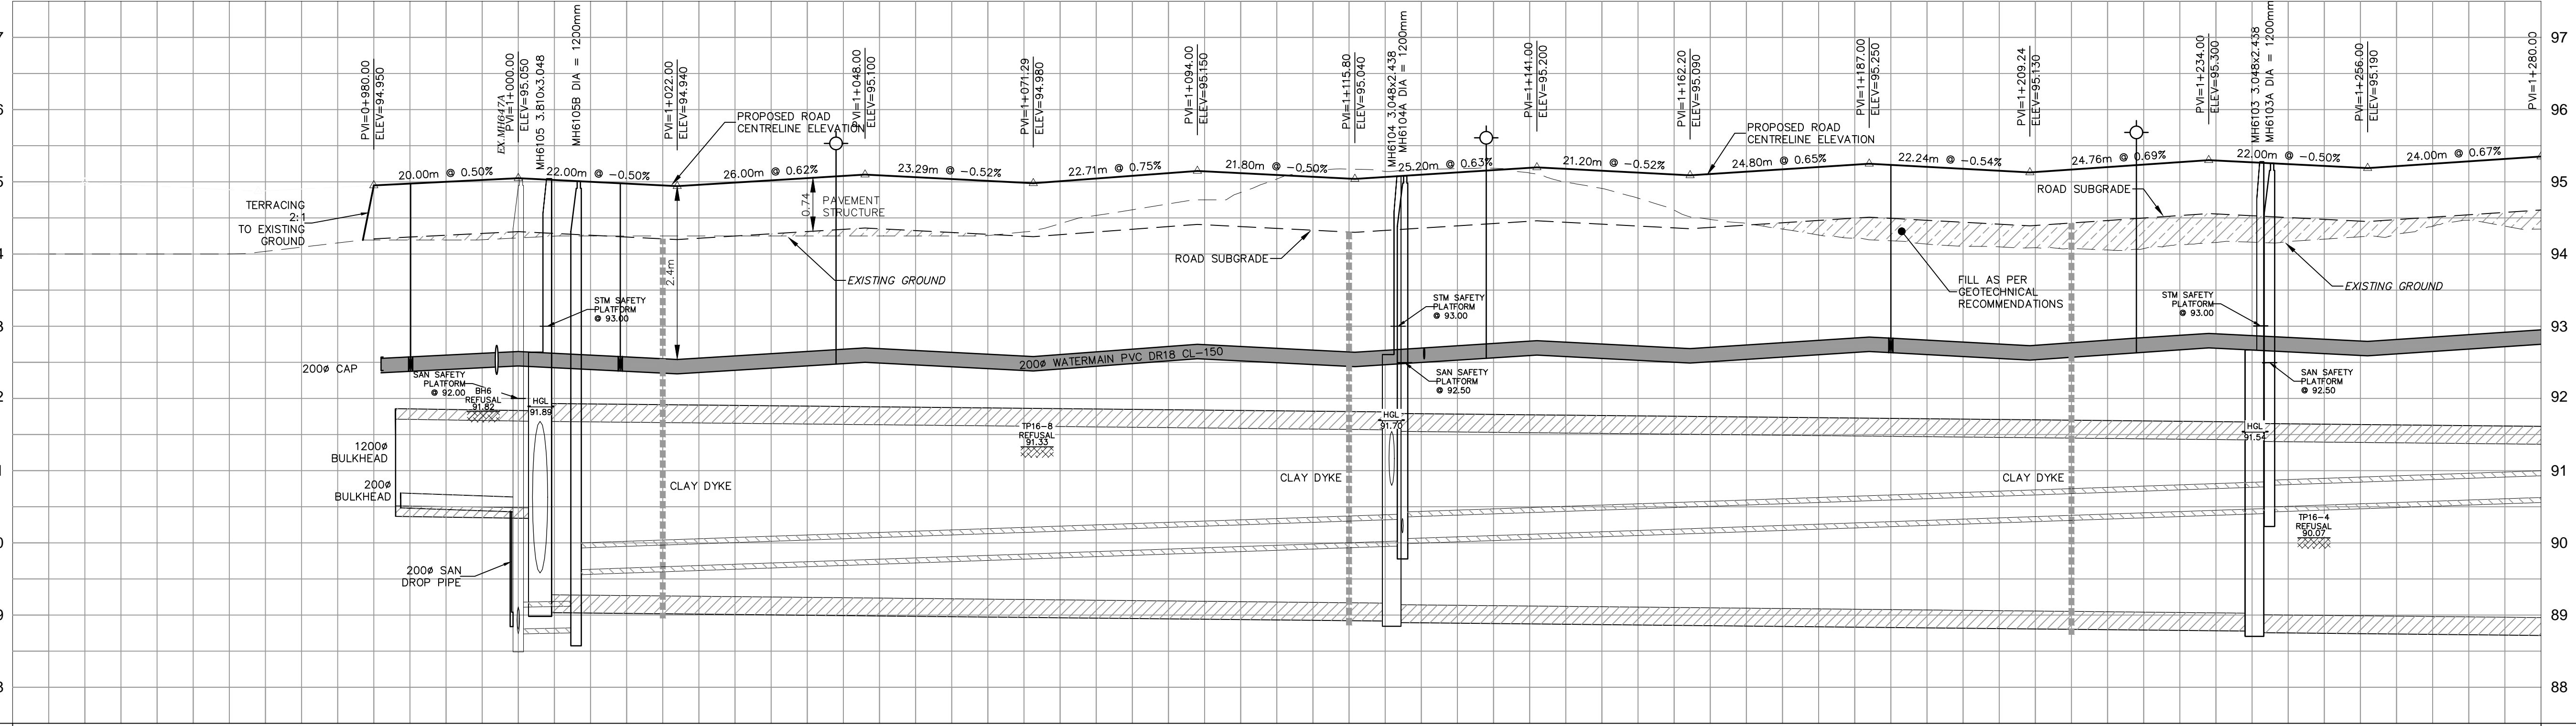 97
96
95
94
93
92
91
90
89
88
PVI=0+980.00
ELEV=94.950
EX.MH647A
PVI=1+000.00
ELEV=95.050
MH6105 3.810x3.048
MH6105B DIA = 1200mm
PVI=1+022.00
ELEV=94.940
PROPOSED ROAD
CENTRELINE ELEVATION
PVI=1+048.00
ELEV=95.100
PVI=1+071.29
ELEV=94.980
PVI=1+094.00
ELEV=95.150
PVI=1+115.80
ELEV=95.040
MH6104 3.048x2.438
MH6104A DIA = 1200mm
PVI=1+141.00
ELEV=95.200
PVI=1+162.20
ELEV=95.090
PROPOSED ROAD
CENTRELINE ELEVATION
PVI=1+187.00
ELEV=95.250
PVI=1+209.24
ELEV=95.130
PVI=1+234.00
ELEV=95.300
MH6103 3.048x2.438
MH6103A DIA = 1200mm
PVI=1+256.00
ELEV=95.190
PVI=1+280.00
20.00m @ 0.50%
22.00m @ -0.50%
26.00m @ 0.62%
23.29m @ -0.52%
22.71m @ 0.75%
21.80m @ -0.50%
25.20m @ 0.63%
21.20m @ -0.52%
24.80m @ 0.65%
22.24m @ -0.54%
24.76m @ 0.69%
22.00m @ -0.50%
24.00m @ 0.67%
TERRACING
2:1
TO EXISTING
GROUND
0.74
PAVEMENT
STRUCTURE
2.4m
EXISTING GROUND
ROAD SUBGRADE
ROAD SUBGRADE
FILL AS PER
GEOTECHNICAL
RECOMMENDATIONS
EXISTING GROUND
STM SAFETY
PLATFORM
@ 93.00
STM SAFETY
PLATFORM
@ 93.00
STM SAFETY
PLATFORM
@ 93.00
200ø CAP
200ø WATERMAIN PVC DR18 CL-150
SAN SAFETY
PLATFORM
@ 92.00
BH6
REFUSAL
91.82
HGL
91.89
SAN SAFETY
PLATFORM
@ 92.50
SAN SAFETY
PLATFORM
@ 92.50
HGL
91.70
HGL
91.54
TP16-8
REFUSAL
91.33
1200ø
BULKHEAD
200ø
BULKHEAD
CLAY DYKE
CLAY DYKE
CLAY DYKE
TP16-4
REFUSAL
90.07
200ø SAN
DROP PIPE